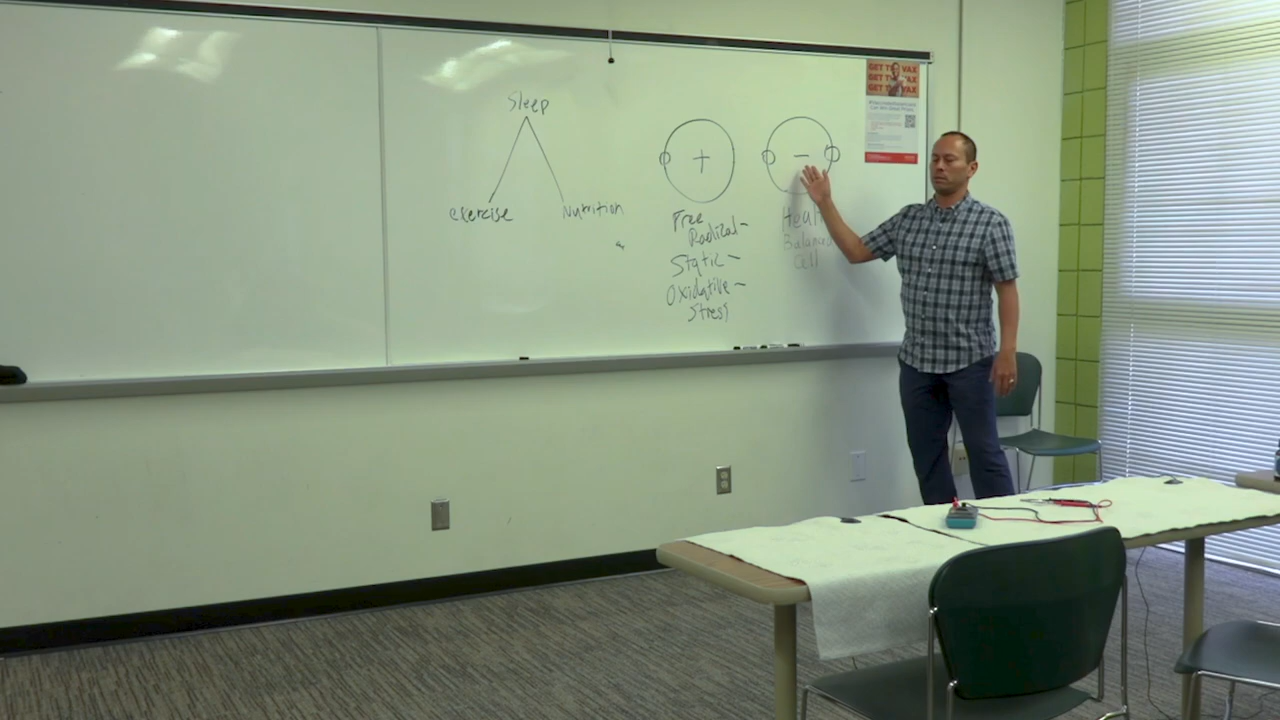 Sleep
exercise
Nutrition
+
Free
Radical-
Static -
Oxidative -
Stress
-
Balanced
Cell
GET THE VAX
GET THE VAX
GET THE VAX